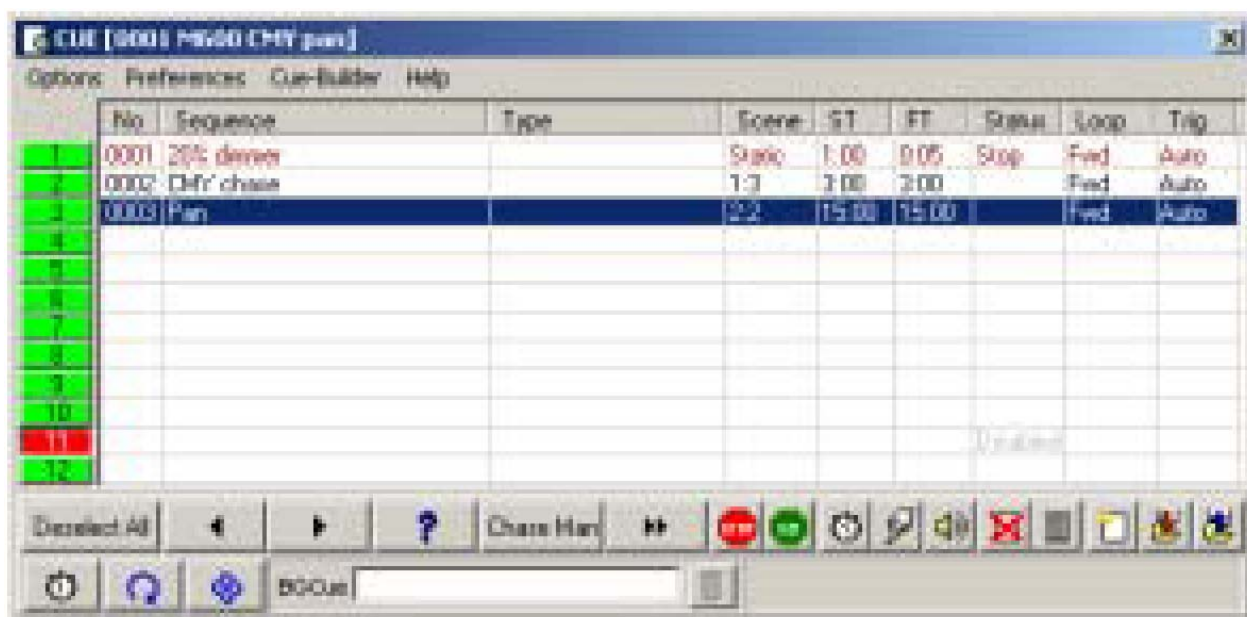 CUE [0001 M600 CMY pan]
Options Preferences Cue-Builder Help
No Sequence Type Scene ST FT Status Loop Trig
1 0001 20% dimmer Static 1:00 0:05 Stop Fwd Auto
2 0002 CMY chase 1:3 3:00 3:00 Fwd Auto
3 0003 Pan 2:2 15:00 15:00 Fwd Auto
4
5
6
7
8
9
10
11 Disabled
12
Deselect All ? Chase Man
BGCue